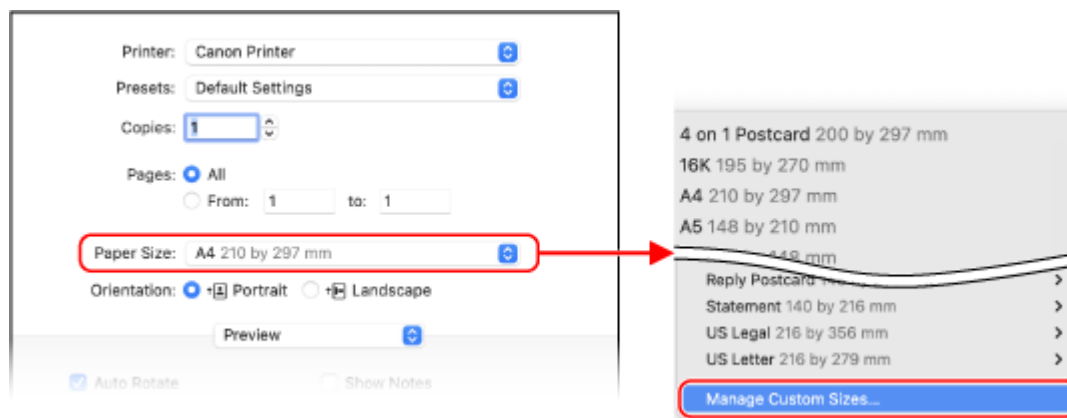 Printer: Canon Printer
Presets: Default Settings
Copies: 1
Pages: All
From: 1 to: 1
Paper Size: A4 210 by 297 mm
Orientation: Portrait Landscape
Preview
Auto Rotate Show Notes
4 on 1 Postcard 200 by 297 mm
16K 195 by 270 mm
A4 210 by 297 mm
A5 148 by 210 mm
148 mm
Reply Postcard
Statement 140 by 216 mm
US Legal 216 by 356 mm
US Letter 216 by 279 mm
Manage Custom Sizes...